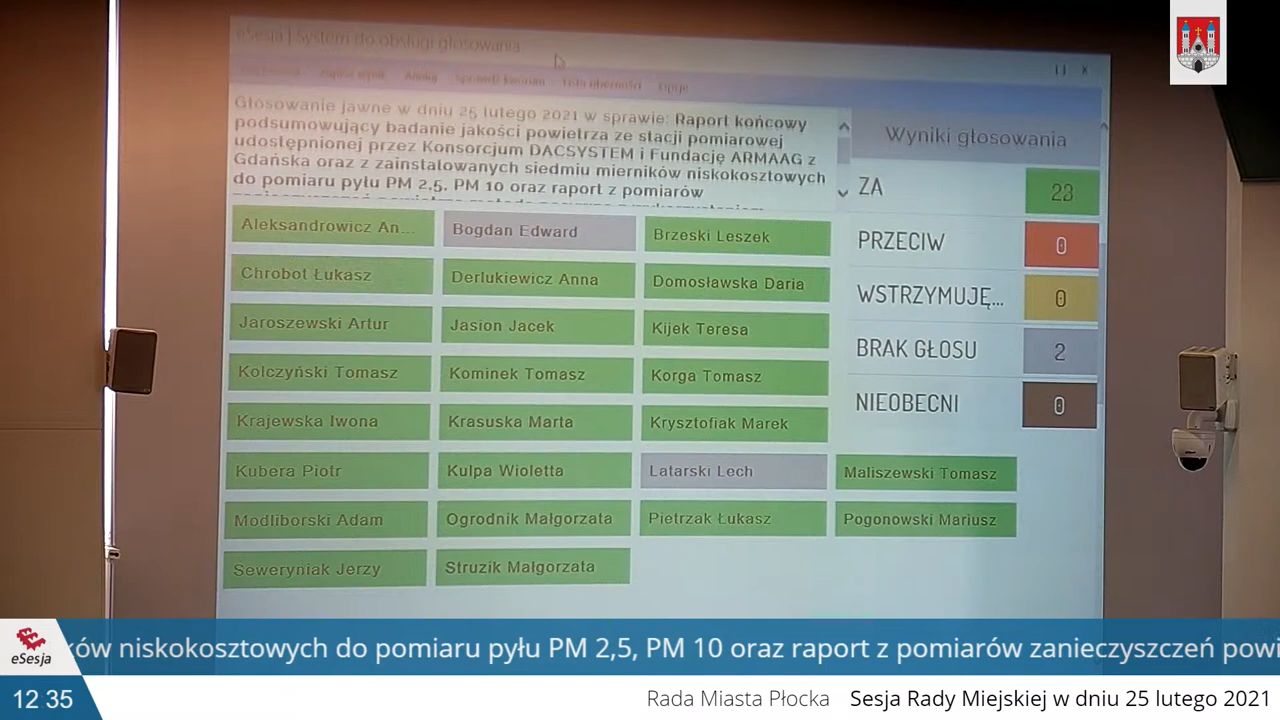 eSesja | System do obsługi głosowania
Lista obecności Opcje
Głosowanie jawne w dniu 25 lutego 2021 w sprawie: Raport końcowy
podsumowujący badanie jakości powietrza ze stacji pomiarowej
udostępnionej przez Konsorcjum DACSYSTEM i Fundację ARMAAG z
Gdańska oraz z zainstalowanych siedmiu mierników niskokosztowych
do pomiaru pyłu PM 2,5, PM 10 oraz raport z pomiarów
Wyniki głosowania
ZA 23
PRZECIW 0
WSTRZYMUJĘ... 0
BRAK GŁOSU 2
NIEOBECNI 0
Aleksandrowicz An... Bogdan Edward Brzeski Leszek
Chrobot Łukasz Derlukiewicz Anna Domosławska Daria
Jaroszewski Artur Jasion Jacek Kijek Teresa
Kolczyński Tomasz Kominek Tomasz Korga Tomasz
Krajewska Iwona Krasuska Marta Krysztofiak Marek
Kubera Piotr Kulpa Wioletta Latarski Lech Maliszewski Tomasz
Modliborski Adam Ogrodnik Małgorzata Pietrzak Łukasz Pogonowski Mariusz
Seweryniak Jerzy Struzik Małgorzata
ków niskokosztowych do pomiaru pyłu PM 2,5, PM 10 oraz raport z pomiarów zanieczyszczeń powi
eSesja
12 35 Rada Miasta Płocka Sesja Rady Miejskiej w dniu 25 lutego 2021